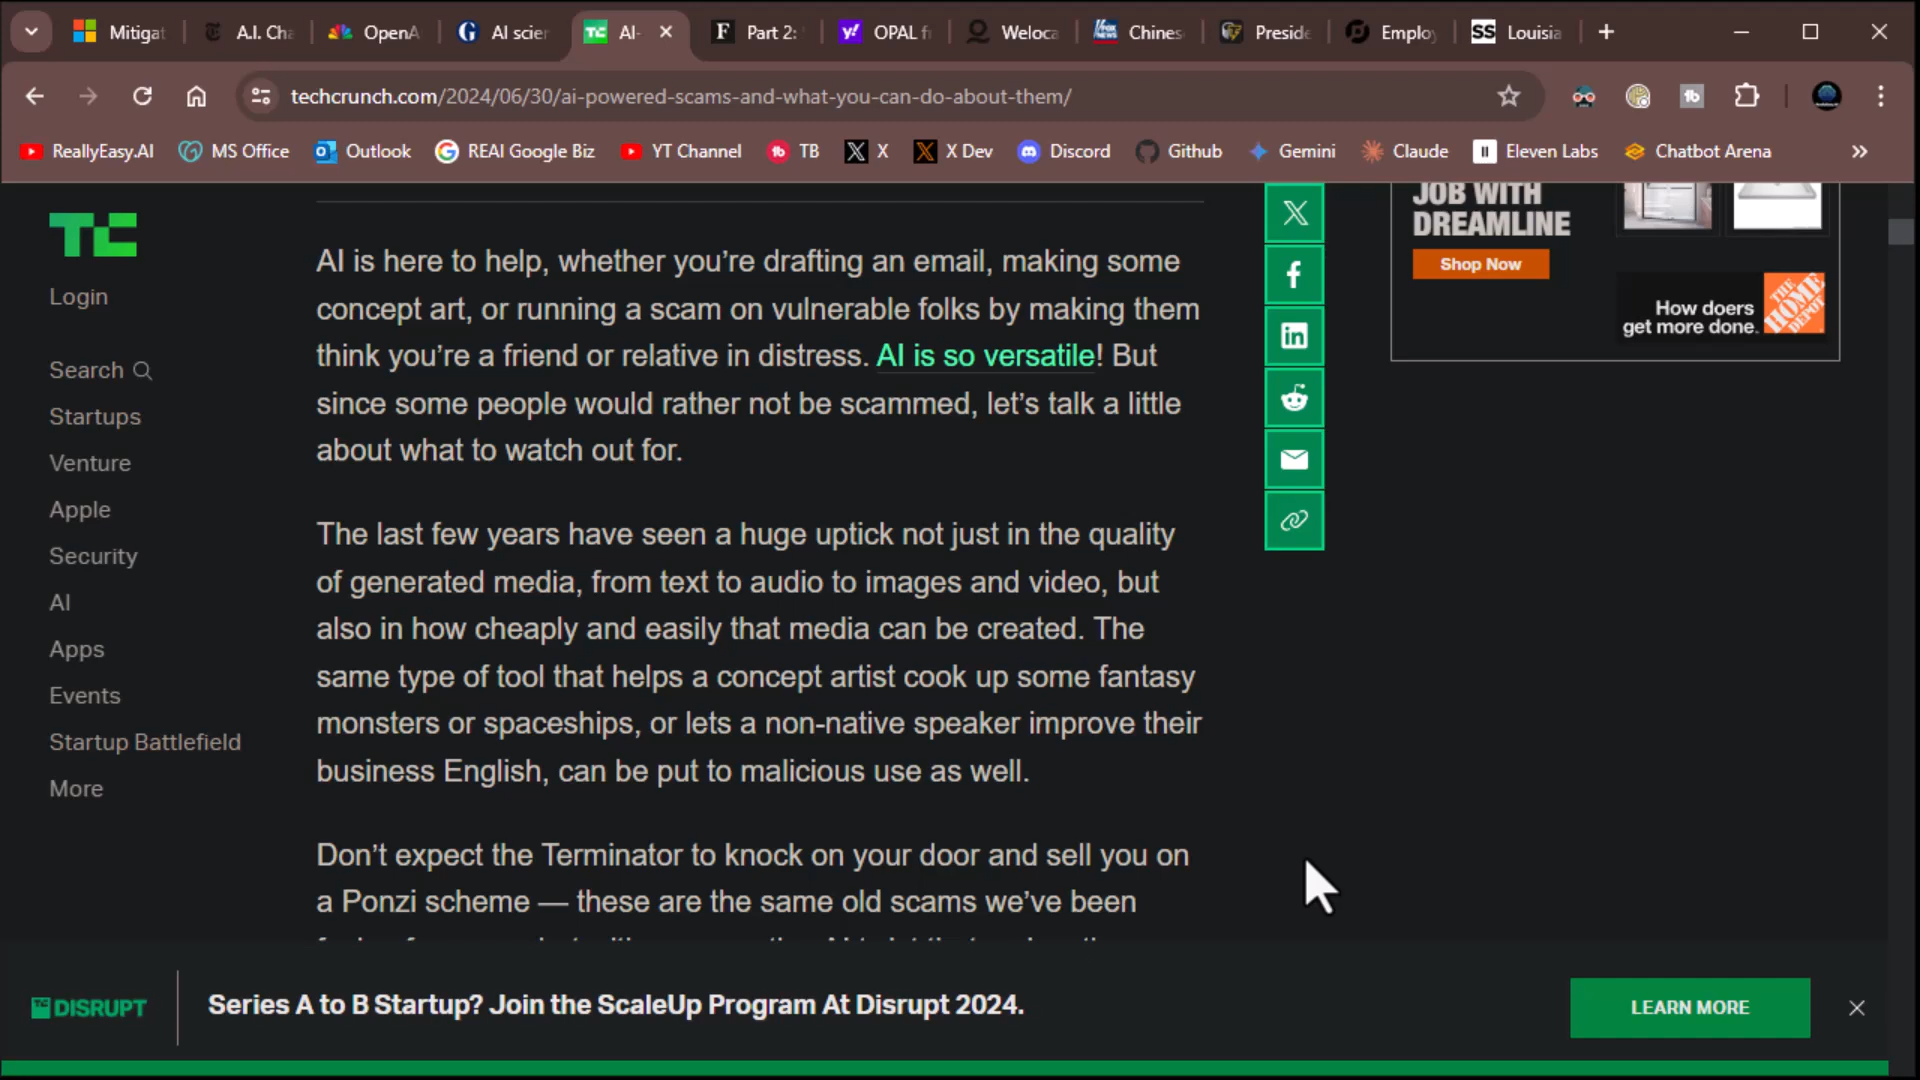 Mitigat
A.I. Cha
OpenA
AI scien
AI-
Part 2:
OPAL f
Weloca
Chines
Preside
Employ
Louisia
techcrunch.com/2024/06/30/ai-powered-scams-and-what-you-can-do-about-them/
ReallyEasy.AI
MS Office
Outlook
REAI Google Biz
YT Channel
TB
X
X Dev
Discord
Github
Gemini
Claude
Eleven Labs
Chatbot Arena
JOB WITH
DREAMLINE
Shop Now
How doers
get more done.
THE HOME DEPOT
TC
Login
Search
Startups
Venture
Apple
Security
AI
Apps
Events
Startup Battlefield
More
AI is here to help, whether you’re drafting an email, making some
concept art, or running a scam on vulnerable folks by making them
think you’re a friend or relative in distress. AI is so versatile! But
since some people would rather not be scammed, let’s talk a little
about what to watch out for.
The last few years have seen a huge uptick not just in the quality
of generated media, from text to audio to images and video, but
also in how cheaply and easily that media can be created. The
same type of tool that helps a concept artist cook up some fantasy
monsters or spaceships, or lets a non-native speaker improve their
business English, can be put to malicious use as well.
Don’t expect the Terminator to knock on your door and sell you on
a Ponzi scheme — these are the same old scams we’ve been
TC DISRUPT
Series A to B Startup? Join the ScaleUp Program At Disrupt 2024.
LEARN MORE